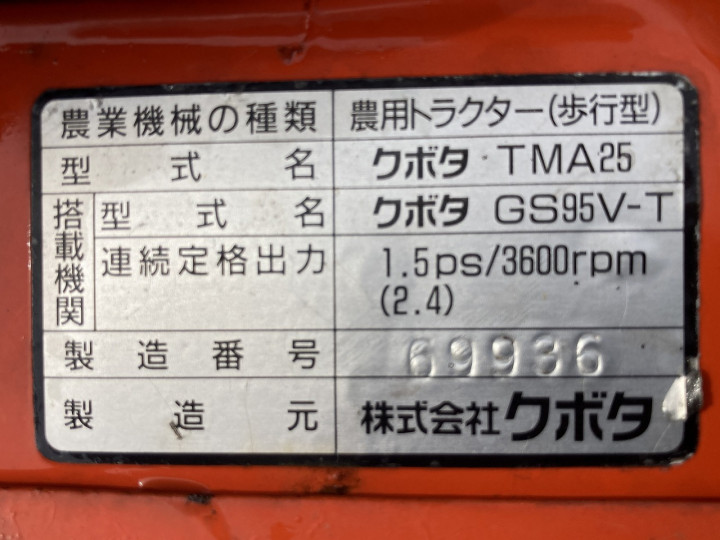 農業機械の種類 農用トラクター(歩行型)
型式名 クボタ TMA25
搭載機関 型式名 クボタ GS95V-T
連続定格出力 1.5ps/3600rpm
(2.4)
製造番号 69936
製造元 株式会社クボタ